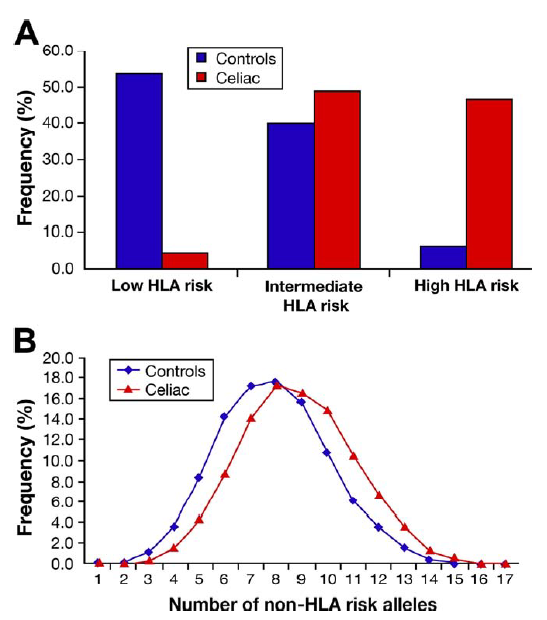 A
60.0
50.0
40.0
30.0
20.0
10.0
0.0
Frequency (%)
Controls
Celiac
Low HLA risk
Intermediate
HLA risk
High HLA risk
B
20.0
18.0
16.0
14.0
12.0
10.0
8.0
6.0
4.0
2.0
0.0
Frequency (%)
Controls
Celiac
1 2 3 4 5 6 7 8 9 10 11 12 13 14 15 16 17
Number of non-HLA risk alleles